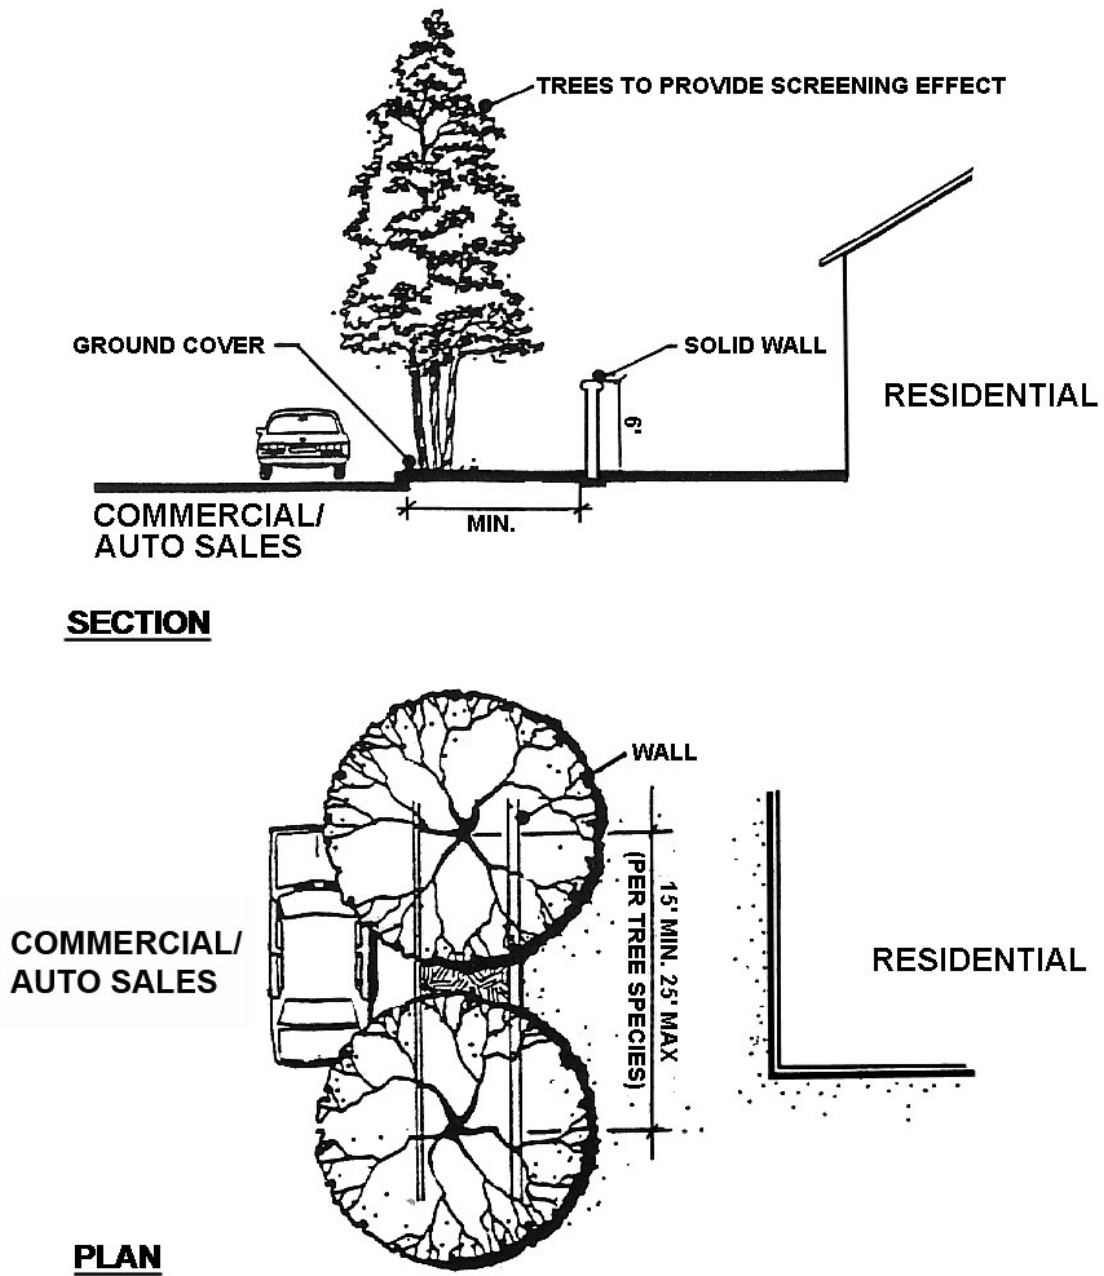 TREES TO PROVIDE SCREENING EFFECT
GROUND COVER
SOLID WALL
RESIDENTIAL
6'
COMMERCIAL/
AUTO SALES
MIN.
SECTION
WALL
15' MIN. 25' MAX
(PER TREE SPECIES)
COMMERCIAL/
AUTO SALES
RESIDENTIAL
PLAN